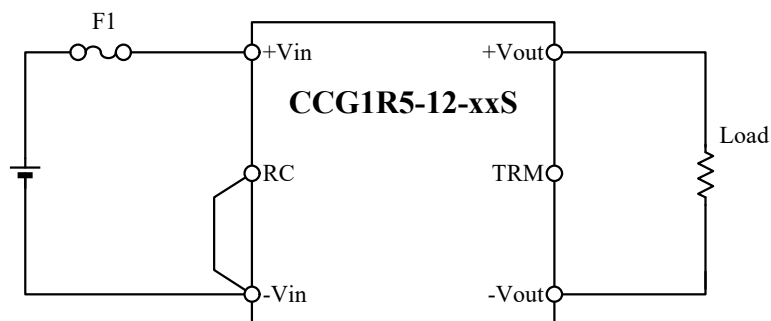 F1
+Vin
+Vout
CCG1R5-12-xxS
Load
RC
TRM
-Vin
-Vout